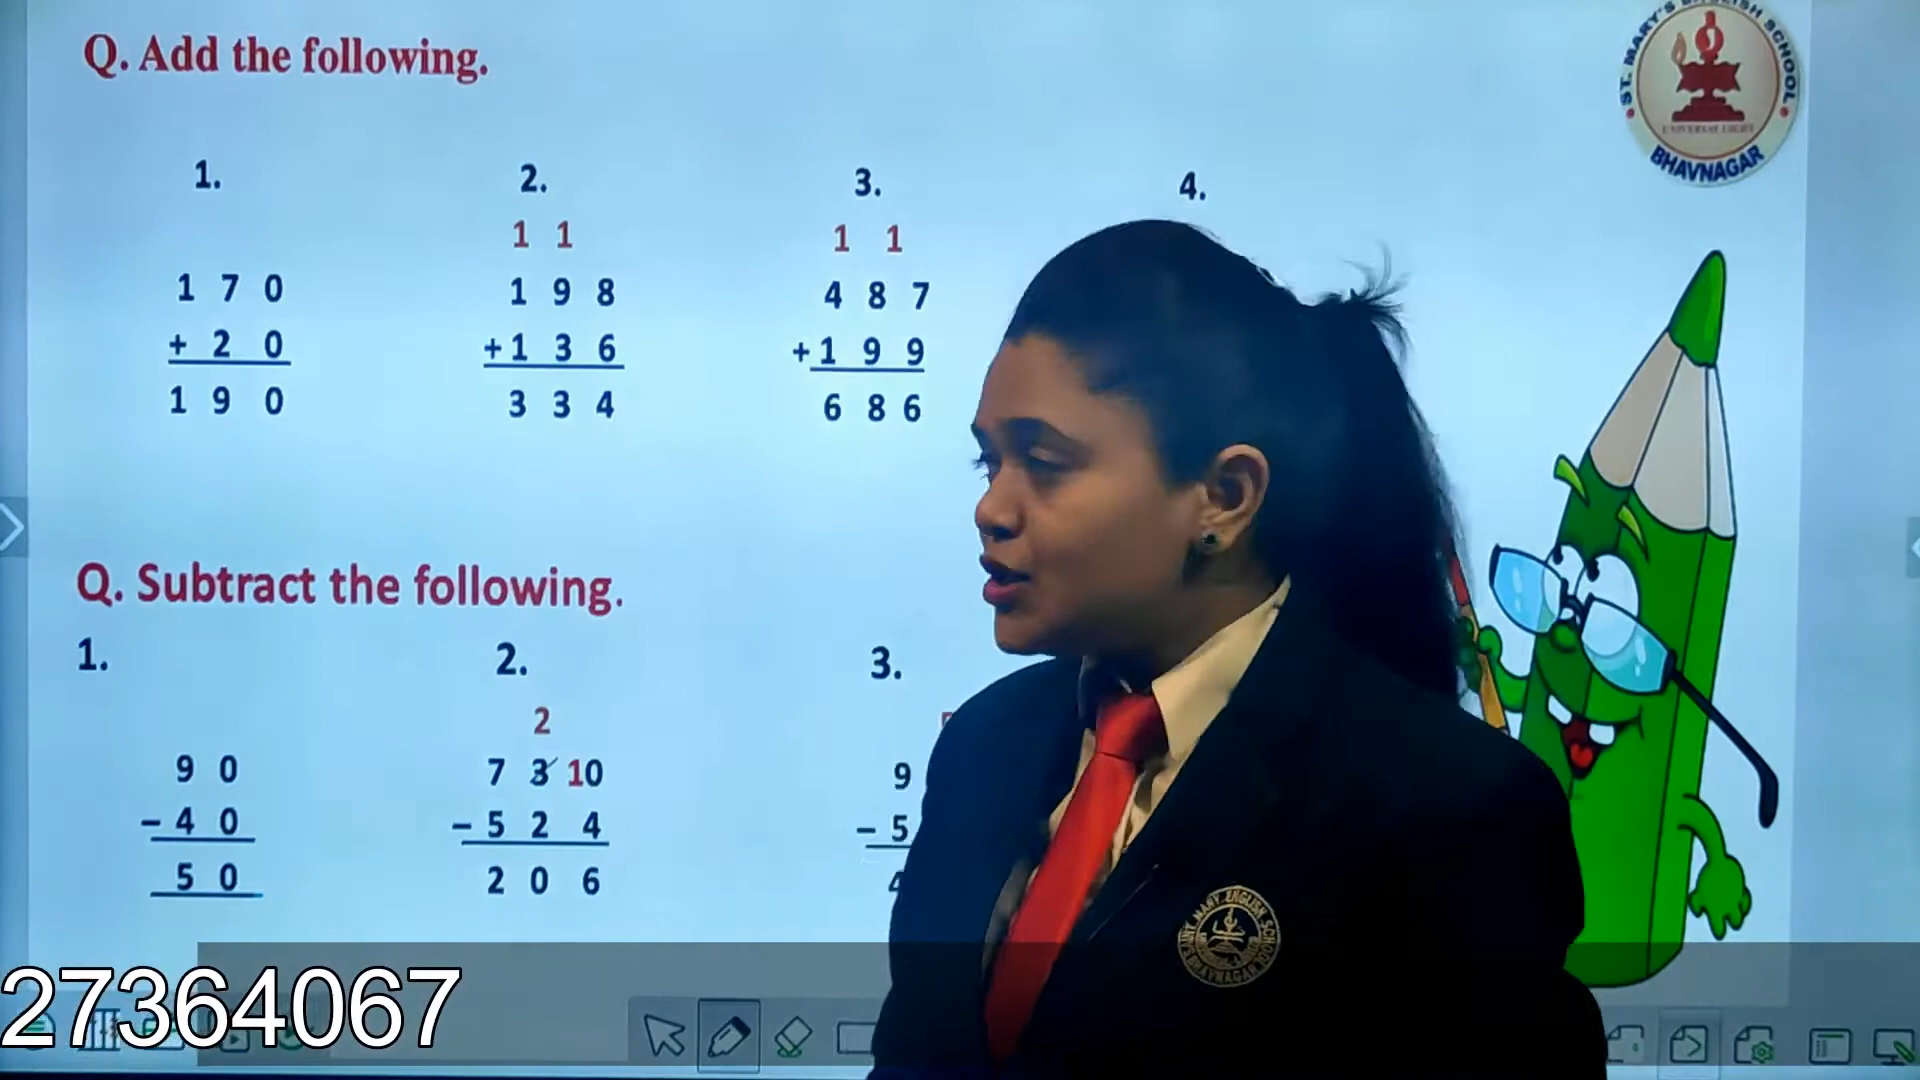 Q. Add the following.
ST. MARY'S ENGLISH SCHOOL
UNIVERSAL LIGHT
BHAVNAGAR
1. 2. 3. 4.
1 1 1 1
1 7 0 1 9 8 4 8 7
+ 2 0 +1 3 6 +1 9 9
1 9 0 3 3 4 6 8 6
Q. Subtract the following.
1. 2. 3.
2
9 0 7 3 10 9
- 4 0 - 5 2 4 - 5
5 0 2 0 6 4
27364067